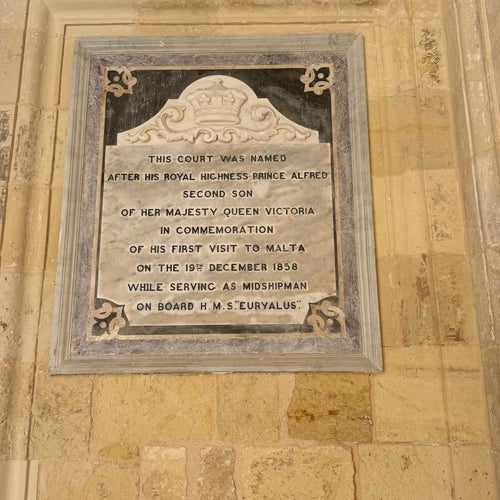 THIS COURT WAS NAMED
AFTER HIS ROYAL HIGHNESS PRINCE ALFRED
SECOND SON
OF HER MAJESTY QUEEN VICTORIA
IN COMMEMORATION
OF HIS FIRST VISIT TO MALTA
ON THE 19TH DECEMBER 1858
WHILE SERVING AS MIDSHIPMAN
ON BOARD H.M.S. "EURYALUS".